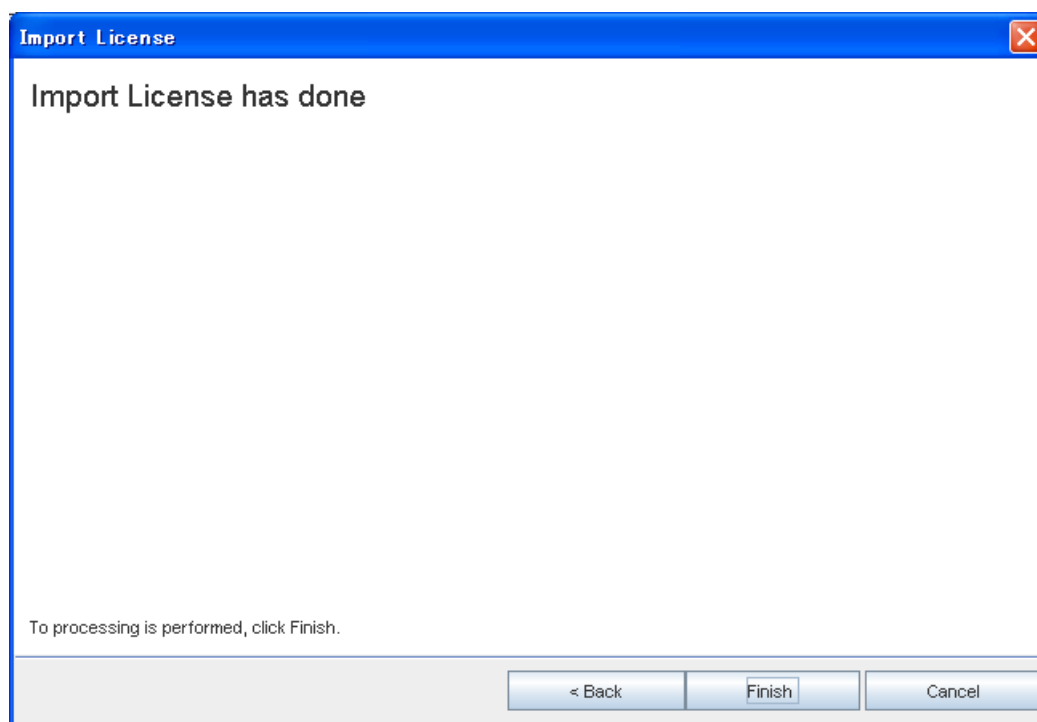 Import License
Import License has done
To processing is performed, click Finish.
< Back
Finish
Cancel